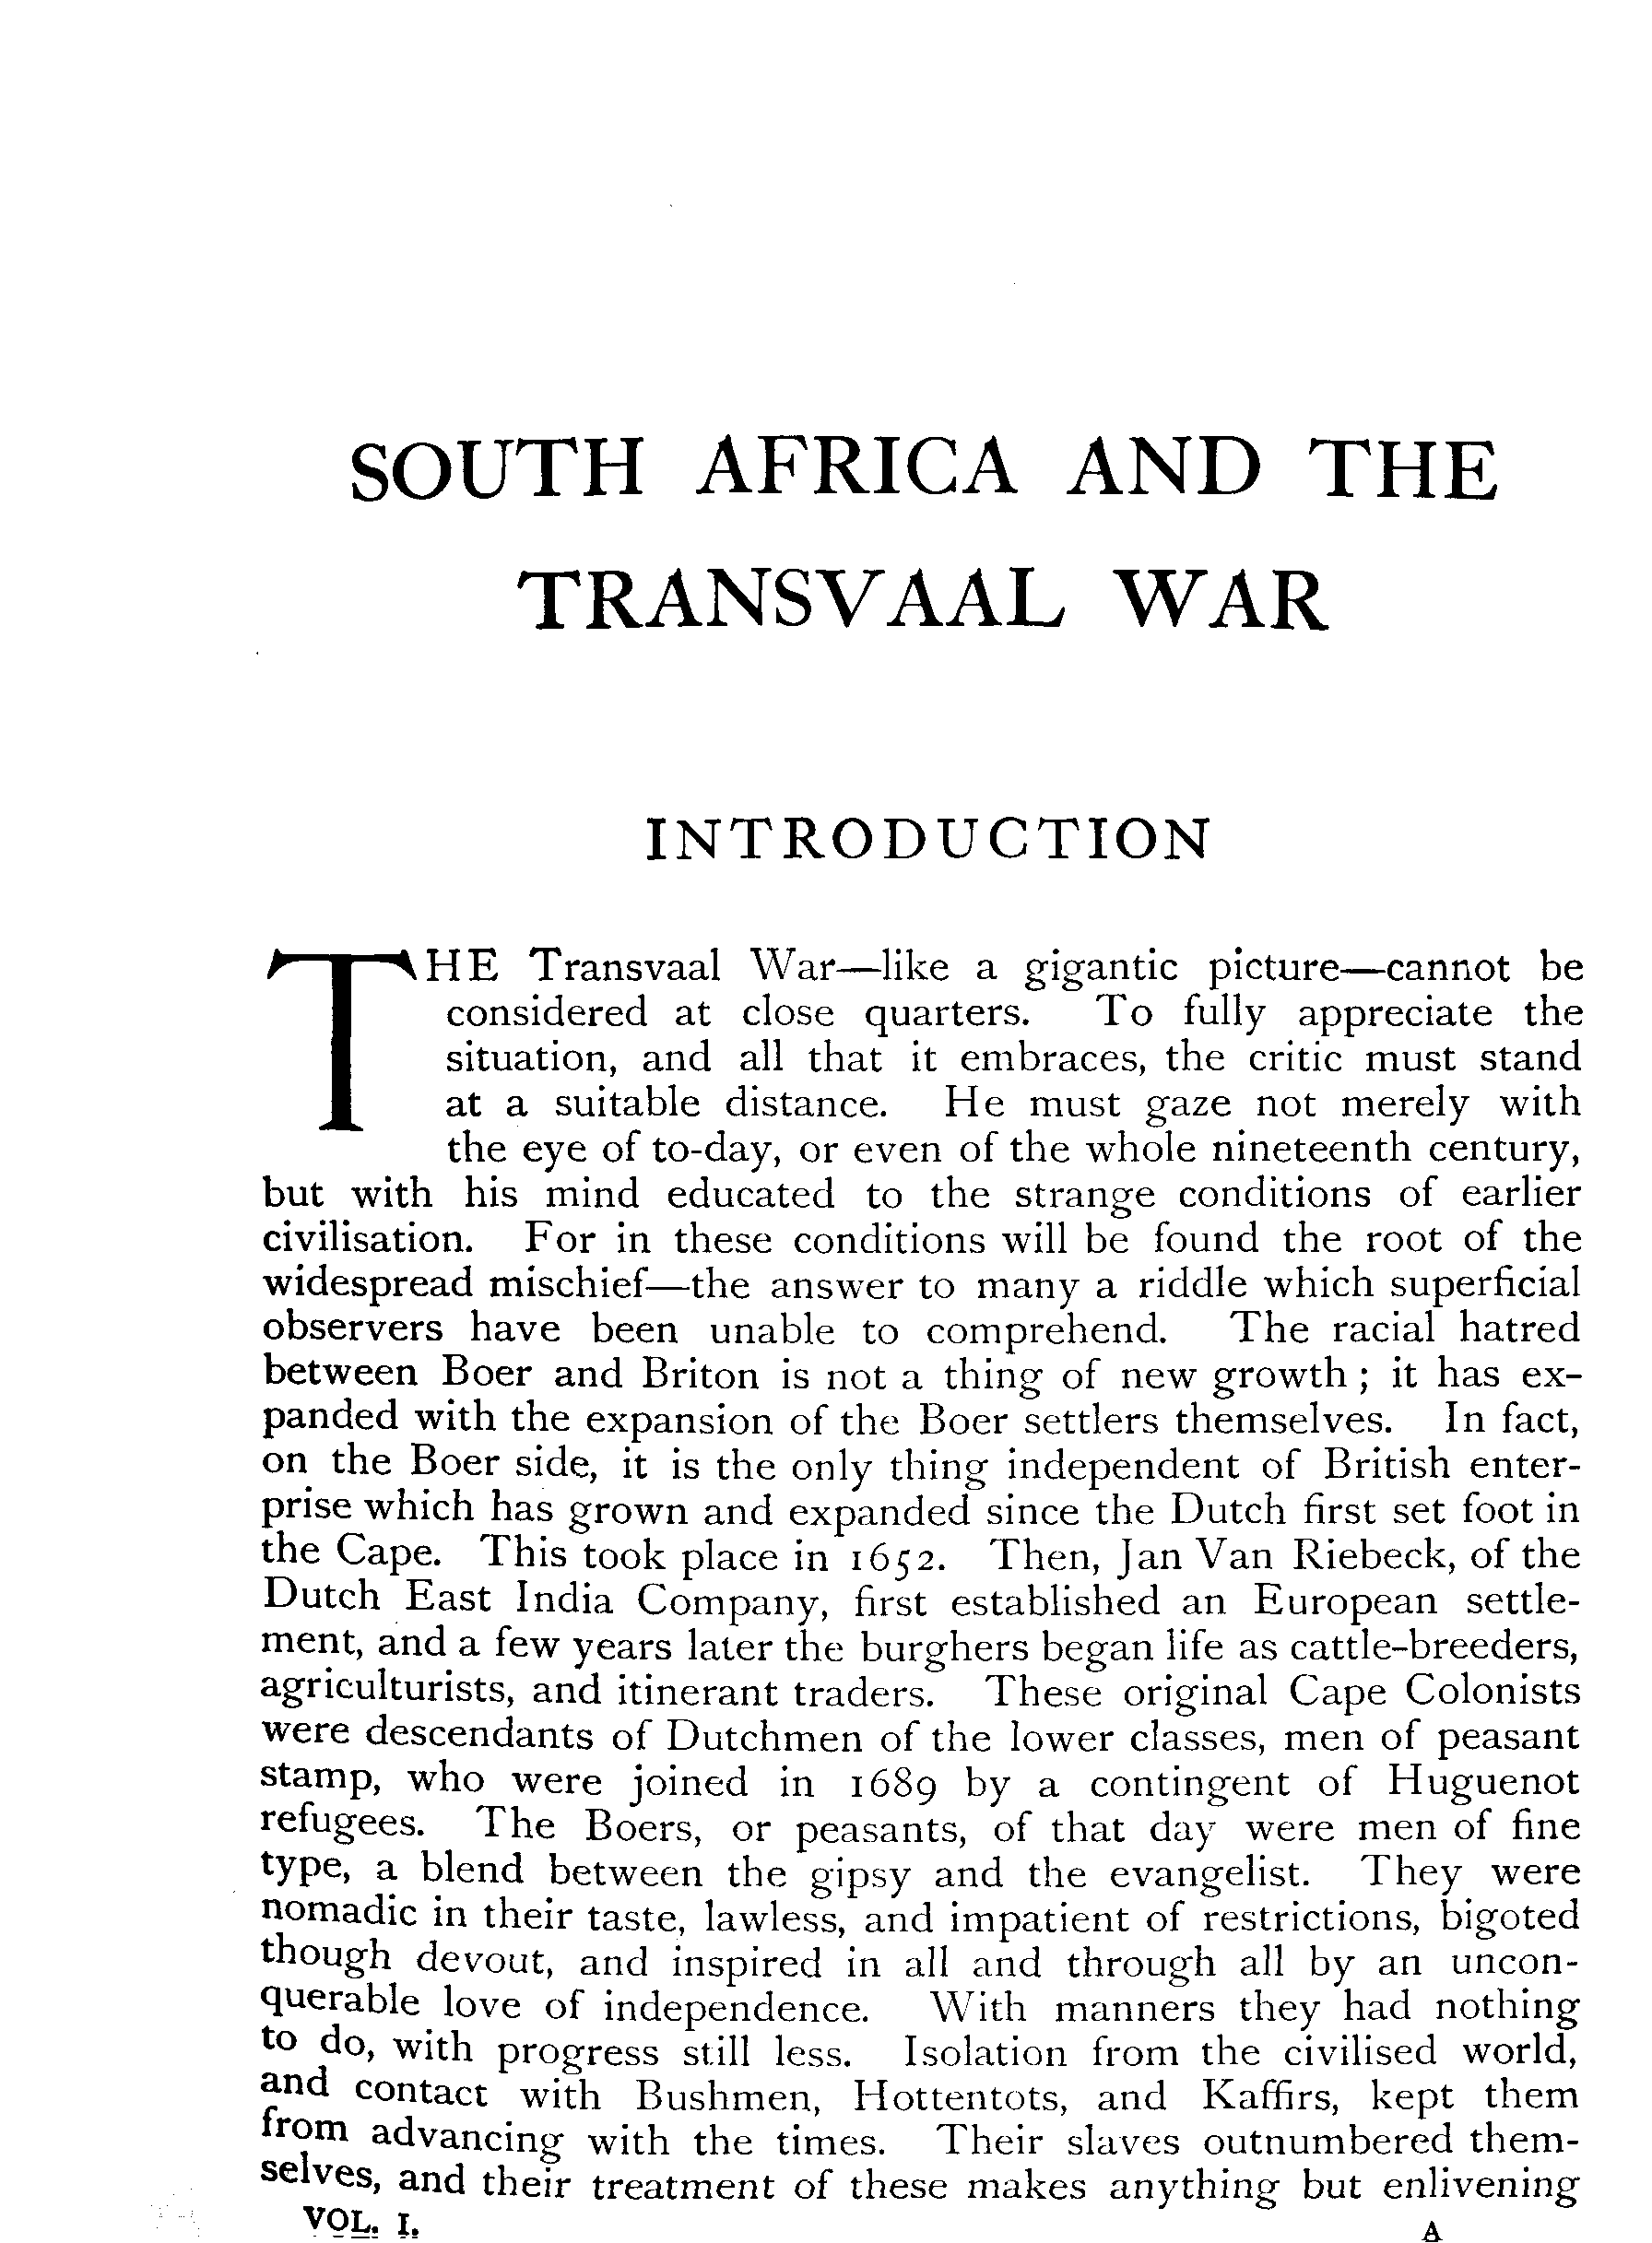 SOUTH AFRICA AND THE
TRANSVAAL WAR
INTRODUCTION
THE Transvaal War—like a gigantic picture—cannot be
considered at close quarters. To fully appreciate the
situation, and all that it embraces, the critic must stand
at a suitable distance. He must gaze not merely with
the eye of to-day, or even of the whole nineteenth century,
but with his mind educated to the strange conditions of earlier
civilisation. For in these conditions will be found the root of the
widespread mischief—the answer to many a riddle which superficial
observers have been unable to comprehend. The racial hatred
between Boer and Briton is not a thing of new growth; it has ex-
panded with the expansion of the Boer settlers themselves. In fact,
on the Boer side, it is the only thing independent of British enter-
prise which has grown and expanded since the Dutch first set foot in
the Cape. This took place in 1652. Then, Jan Van Riebeck, of the
Dutch East India Company, first established an European settle-
ment, and a few years later the burghers began life as cattle-breeders,
agriculturists, and itinerant traders. These original Cape Colonists
were descendants of Dutchmen of the lower classes, men of peasant
stamp, who were joined in 1689 by a contingent of Huguenot
refugees. The Boers, or peasants, of that day were men of fine
type, a blend between the gipsy and the evangelist. They were
nomadic in their taste, lawless, and impatient of restrictions, bigoted
though devout, and inspired in all and through all by an uncon-
querable love of independence. With manners they had nothing
to do, with progress still less. Isolation from the civilised world,
and contact with Bushmen, Hottentots, and Kaffirs, kept them
from advancing with the times. Their slaves outnumbered them-
selves, and their treatment of these makes anything but enlivening
VOL. I. A